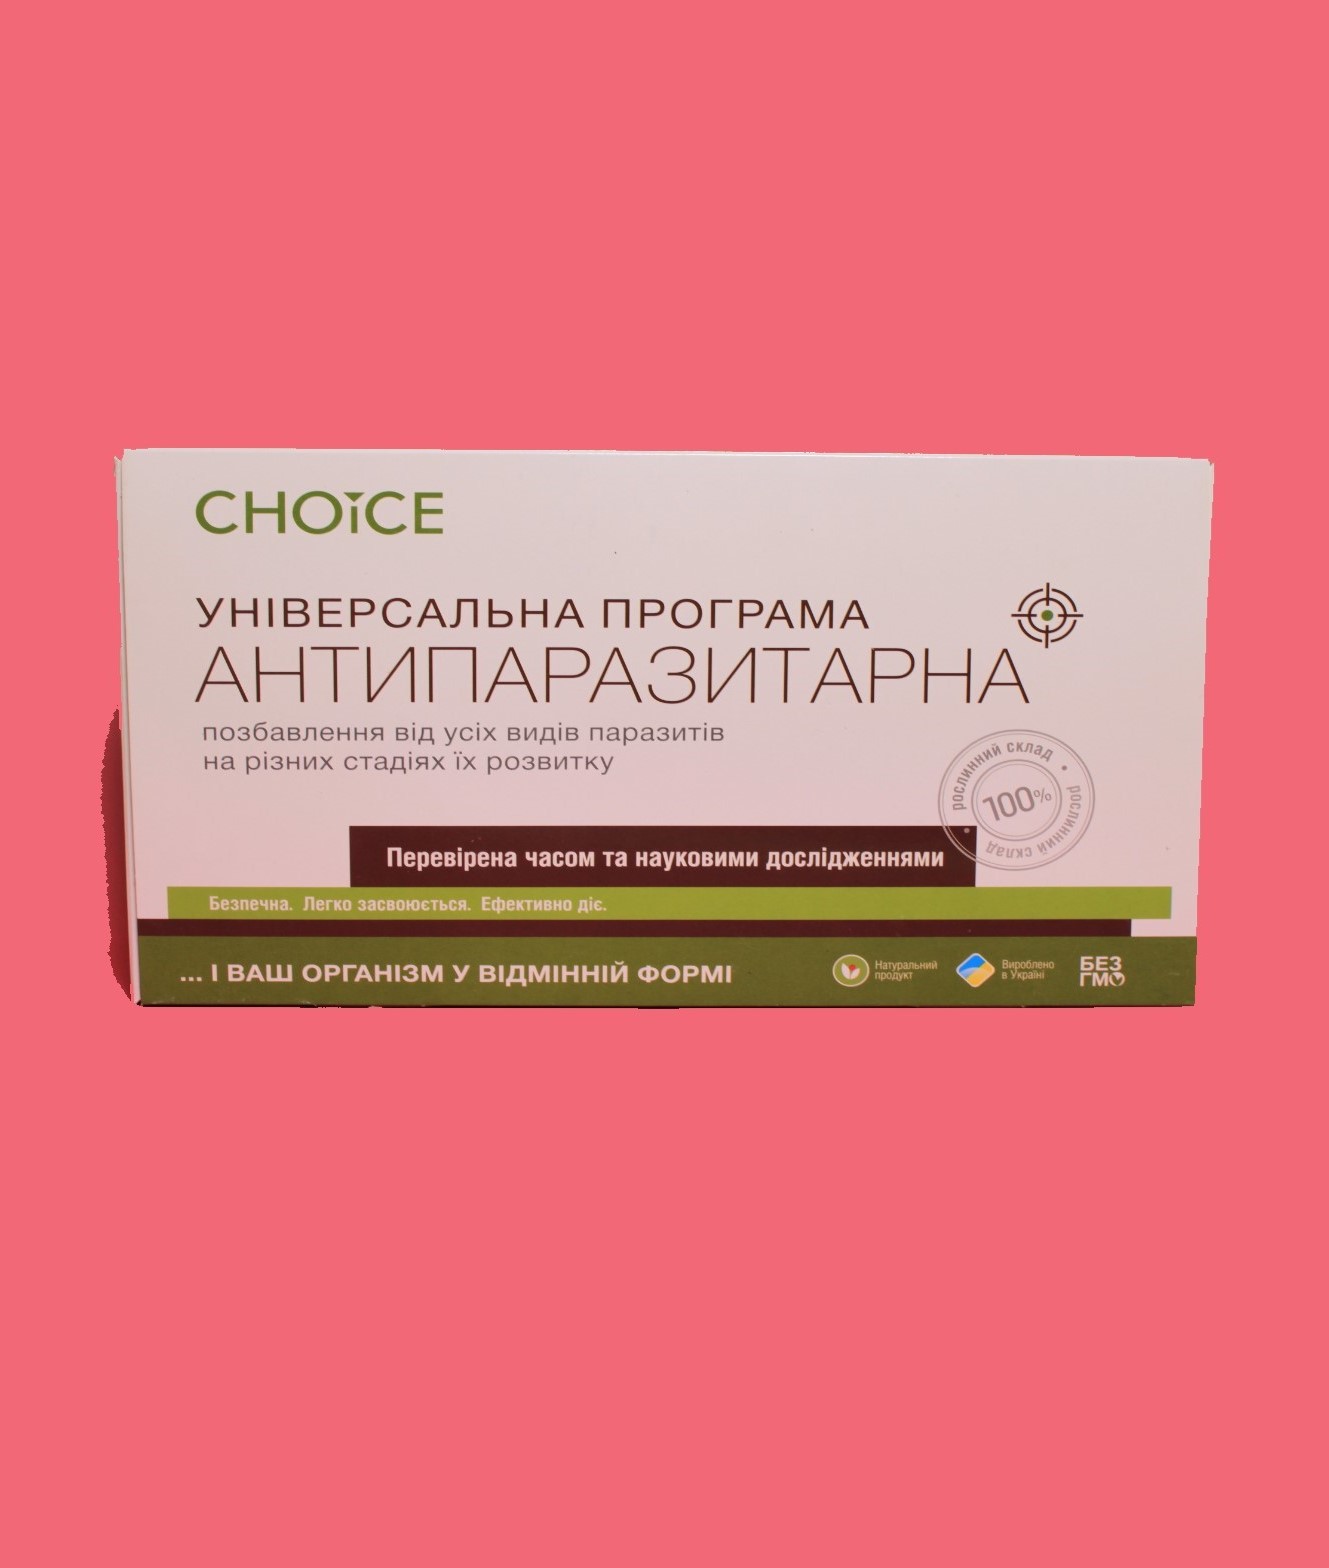 CHOiCE
УНІВЕРСАЛЬНА ПРОГРАМА
АНТИПАРАЗИТАРНА
позбавлення від усіх видів паразитів
на різних стадіях їх розвитку
рослинний склад • рослинний склад •
100%
Перевірена часом та науковими дослідженнями
Безпечна. Легко засвоюється. Ефективно діє.
... І ВАШ ОРГАНІЗМ У ВІДМІННІЙ ФОРМІ
Натуральний
продукт
Вироблено
в Україні
БЕЗ
ГМО